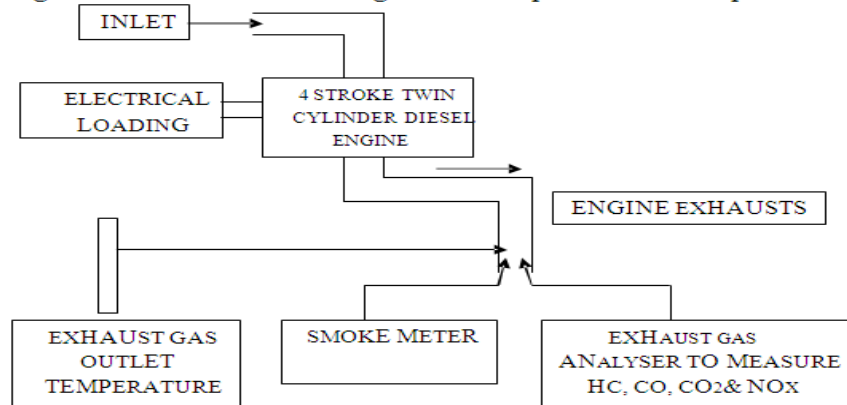 INLET
ELECTRICAL
LOADING
4 STROKE TWIN
CYLINDER DIESEL
ENGINE
ENGINE EXHAUSTS
EXHAUST GAS
OUTLET
TEMPERATURE
SMOKE METER
EXHAUST GAS
ANALYSER TO MEASURE
HC, CO, CO2& NOX